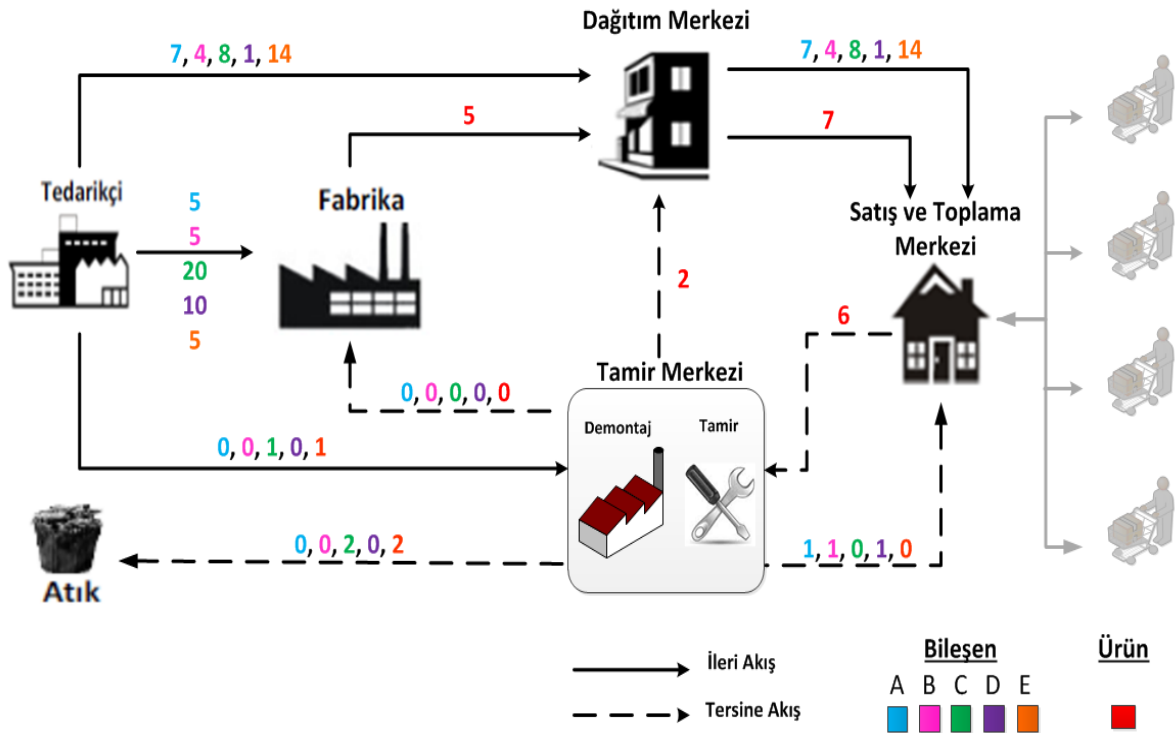 Dağıtım Merkezi
7, 4, 8, 1, 14
7, 4, 8, 1, 14
5
7
Tedarikçi
Fabrika
Satış ve Toplama
Merkezi
5
5
20
10
5
2
6
Tamir Merkezi
0, 0, 0, 0, 0
Demontaj
Tamir
0, 0, 1, 0, 1
0, 0, 2, 0, 2
1, 1, 0, 1, 0
Atık
İleri Akış
Tersine Akış
Bileşen
A B C D E
Ürün